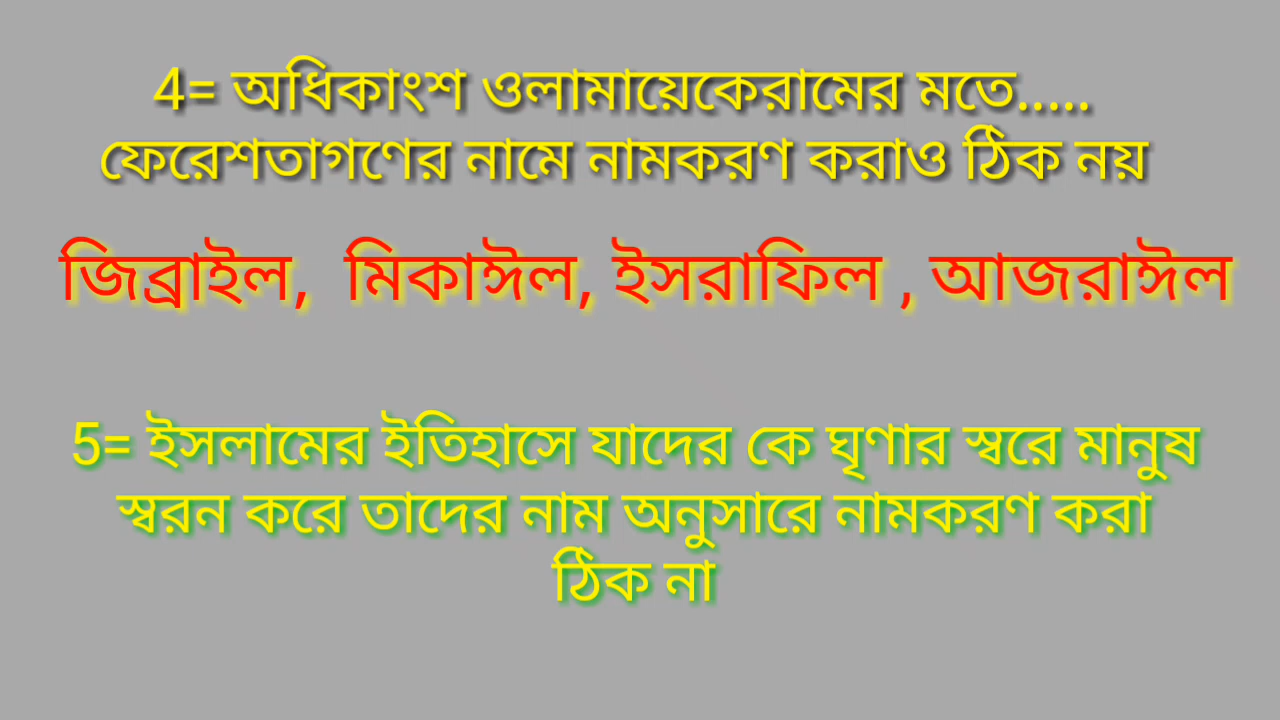 4= অধিকাংশ ওলামায়েকেরামের মতে.....
ফেরেশতাগণের নামে নামকরণ করাও ঠিক নয়
জিব্রাইল, মিকাঈল, ইসরাফিল , আজরাঈল
5= ইসলামের ইতিহাসে যাদের কে ঘৃণার স্বরে মানুষ
স্বরন করে তাদের নাম অনুসারে নামকরণ করা
ঠিক না